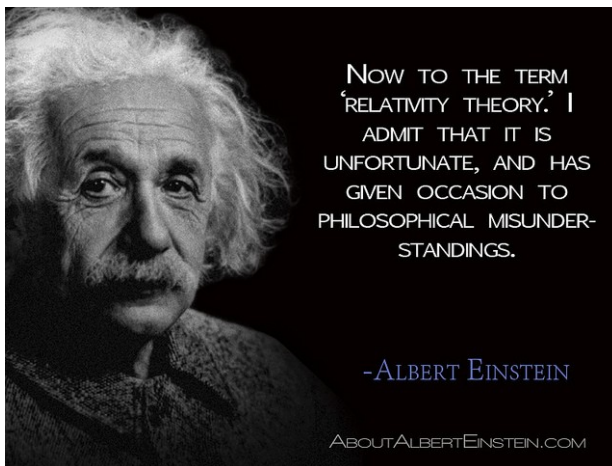 Now to the term
‘relativity theory.’ I
admit that it is
unfortunate, and has
given occasion to
philosophical misunder-
standings.
-Albert Einstein
AboutAlbertEinstein.com